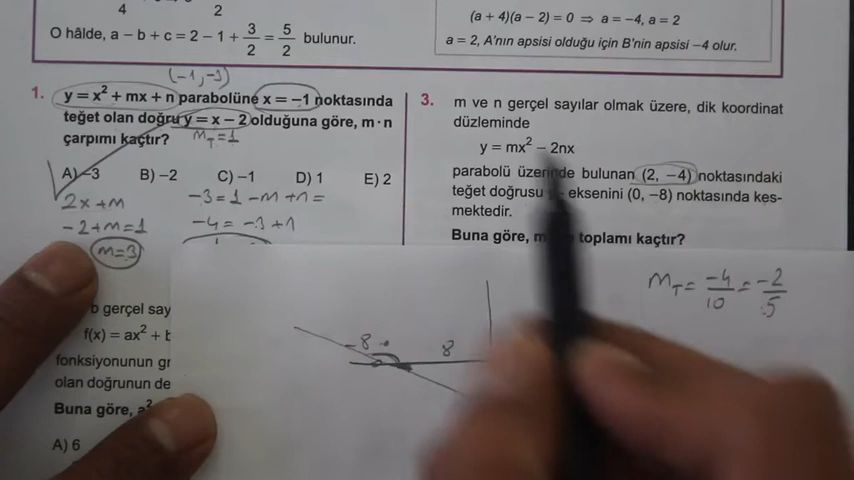 4 2
O hâlde, a – b + c = 2 – 1 + 3/2 = 5/2 bulunur.
(a + 4)(a – 2) = 0 ⇒ a = –4, a = 2
a = 2, A'nın apsisi olduğu için B'nin apsisi –4 olur.
(-1,-3)
1. y = x² + mx + n parabolüne x = –1 noktasında
teğet olan doğru y = x – 2 olduğuna göre, m · n
çarpımı kaçtır?
M_T = 1
A) –3 B) –2 C) –1 D) 1 E) 2
2x+m
-2+m=1
m=3
-3=1-m+n=
-4=-3+n
b gerçel say
f(x) = ax² + b
fonksiyonunun gr
olan doğrunun de
Buna göre, a²
A) 6
3. m ve n gerçel sayılar olmak üzere, dik koordinat
düzleminde
y = mx² – 2nx
parabolü üzerinde bulunan (2, –4) noktasındaki
teğet doğrusu eksenini (0, –8) noktasında kes-
mektedir.
Buna göre, toplamı kaçtır?
M_T = -4/10 = -2/5
-8
8